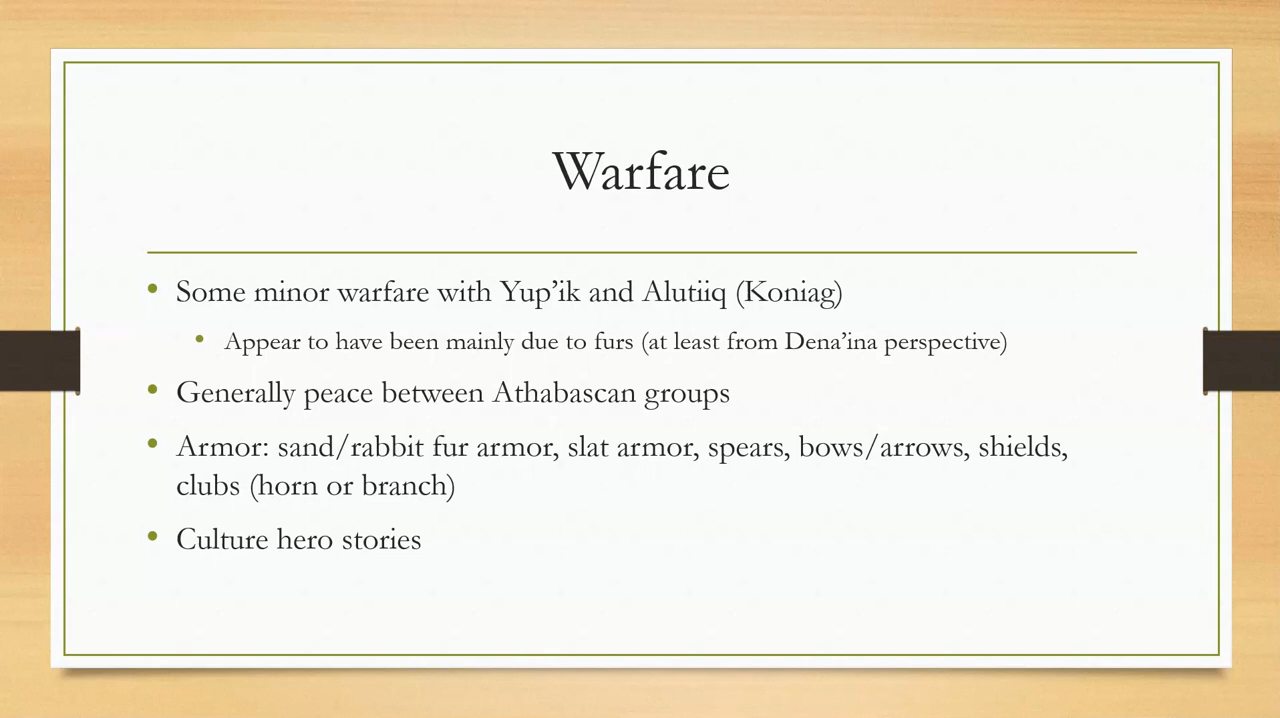 Warfare
• Some minor warfare with Yup’ik and Alutiiq (Koniag)
• Appear to have been mainly due to furs (at least from Dena’ina perspective)
• Generally peace between Athabascan groups
• Armor: sand/rabbit fur armor, slat armor, spears, bows/arrows, shields,
clubs (horn or branch)
• Culture hero stories